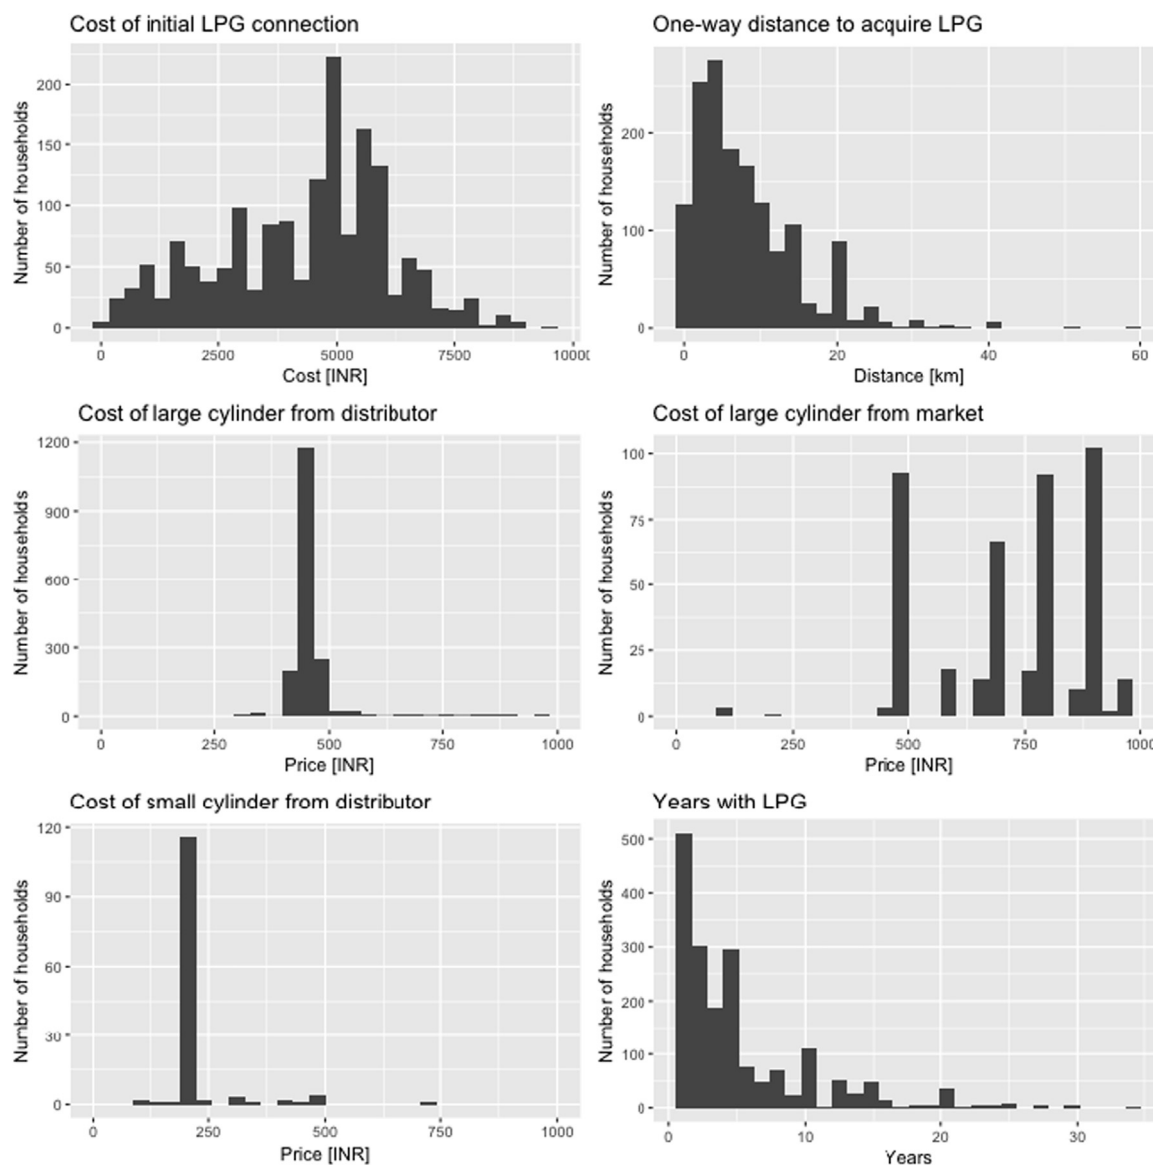 Cost of initial LPG connection
Number of households
200
150
100
50
0
0 2500 5000 7500 10000
Cost [INR]
One-way distance to acquire LPG
Number of households
200
100
0
0 20 40 60
Distance [km]
Cost of large cylinder from distributor
Number of households
1200
900
600
300
0
0 250 500 750 1000
Price [INR]
Cost of large cylinder from market
Number of households
100
75
50
25
0
0 250 500 750 1000
Price [INR]
Cost of small cylinder from distributor
Number of households
120
90
60
30
0
0 250 500 750 1000
Price [INR]
Years with LPG
Number of households
500
400
300
200
100
0
0 10 20 30
Years